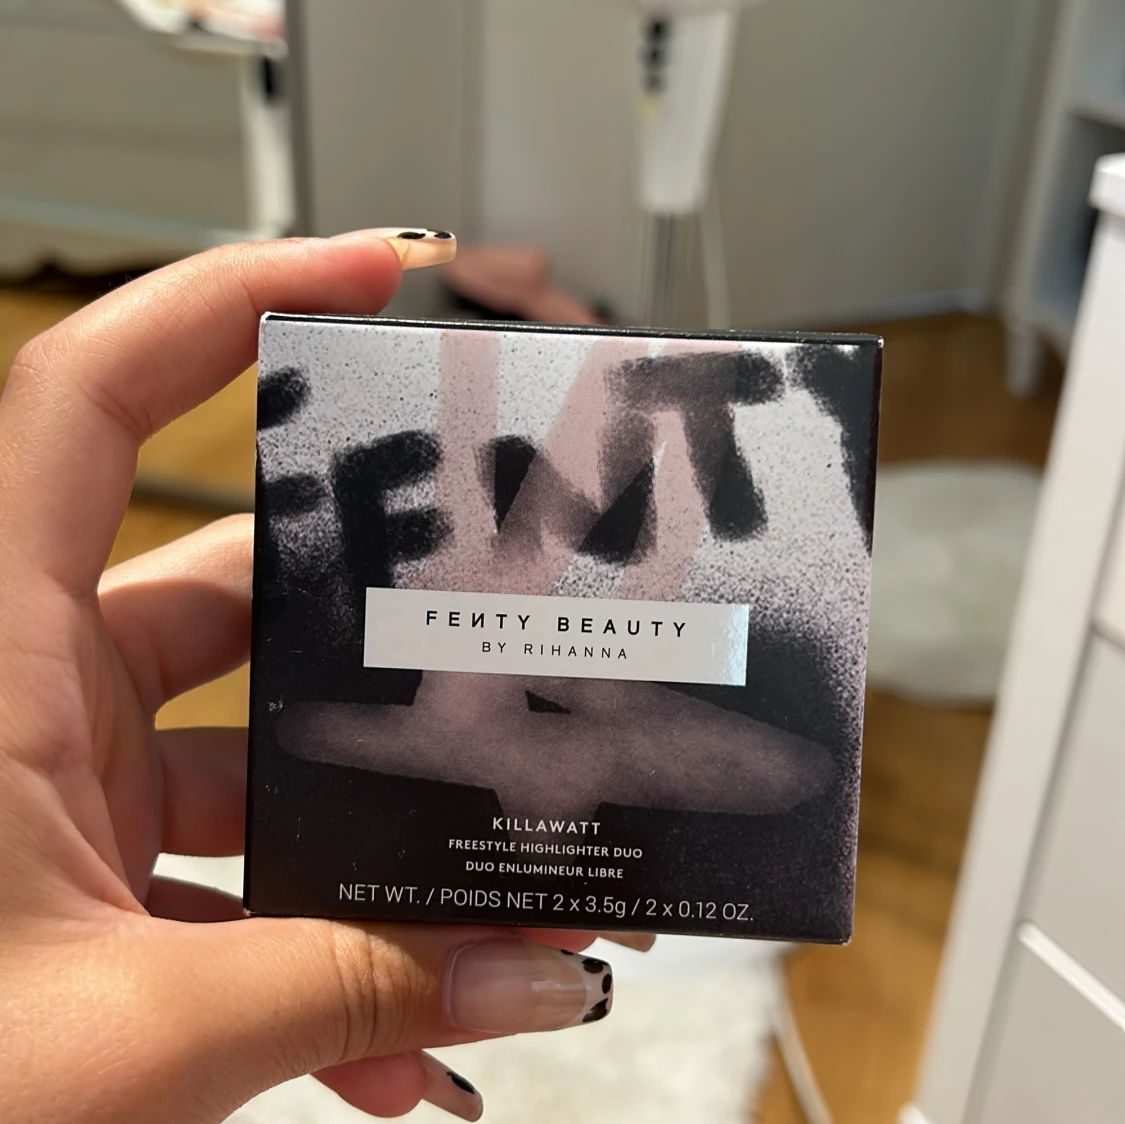 FENTY
FEИTY BEAUTY
BY RIHANNA
KILLAWATT
FREESTYLE HIGHLIGHTER DUO
DUO ENLUMINEUR LIBRE
NET WT. / POIDS NET 2 x 3.5g / 2 x 0.12 OZ.